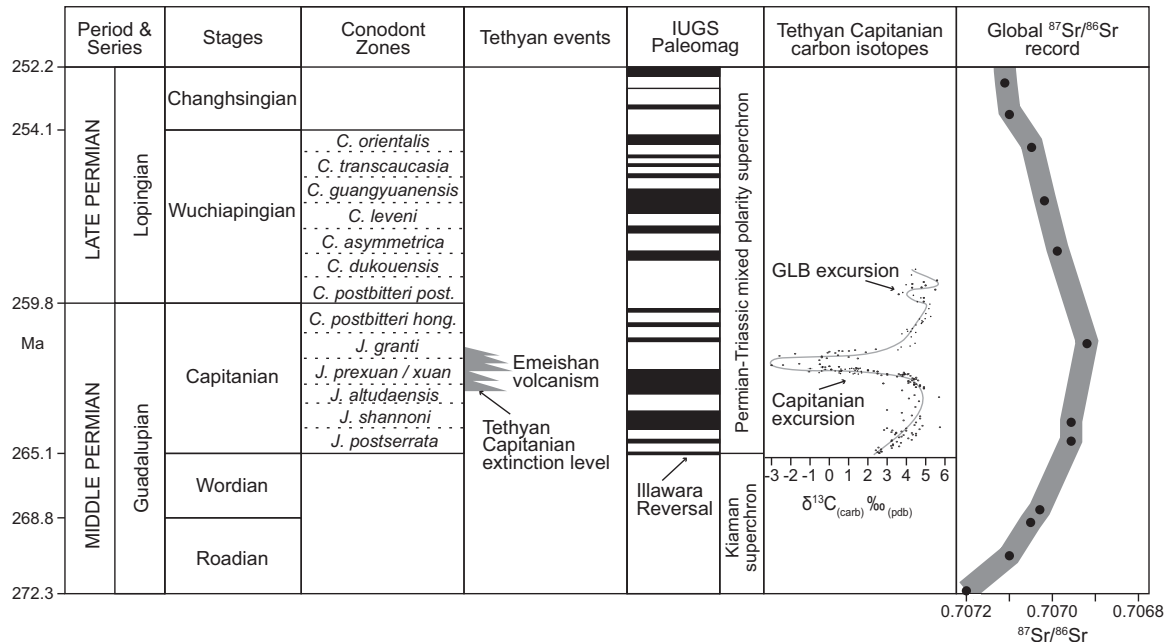 Period &
Series
Stages
Conodont
Zones
Tethyan events
IUGS
Paleomag
Tethyan Capitanian
carbon isotopes
Global ⁸⁷Sr/⁸⁶Sr
record
252.2
254.1
259.8
Ma
265.1
268.8
272.3
LATE PERMIAN
MIDDLE PERMIAN
Lopingian
Guadalupian
Changhsingian
Wuchiapingian
Capitanian
Wordian
Roadian
C. orientalis
C. transcaucasia
C. guangyuanensis
C. leveni
C. asymmetrica
C. dukouensis
C. postbitteri post.
C. postbitteri hong.
J. granti
J. prexuan / xuan
J. altudaensis
J. shannoni
J. postserrata
Emeishan
volcanism
Tethyan
Capitanian
extinction level
Illawara
Reversal
Permian-Triassic mixed polarity superchron
Kiaman
superchron
GLB excursion
Capitanian
excursion
-3 -2 -1 0 1 2 3 4 5 6
δ¹³C(carb) ‰ (pdb)
0.7072 0.7070 0.7068
⁸⁷Sr/⁸⁶Sr